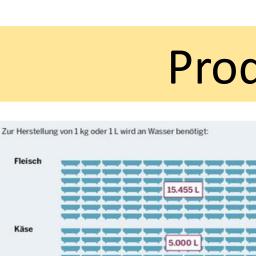 Prod
Zur Herstellung von 1 kg oder 1 L wird an Wasser benötigt:
Fleisch
15.455 L
Käse
5.000 L